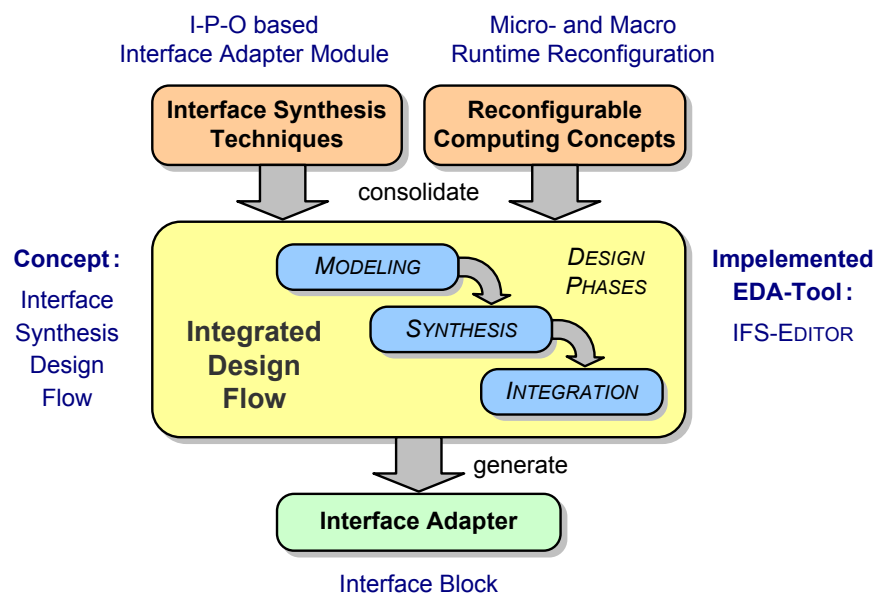 I-P-O based
Interface Adapter Module
Micro- and Macro
Runtime Reconfiguration
Interface Synthesis
Techniques
Reconfigurable
Computing Concepts
consolidate
Concept:
Interface
Synthesis
Design
Flow
Integrated
Design
Flow
MODELING
SYNTHESIS
INTEGRATION
DESIGN
PHASES
Impelemented
EDA-Tool:
IFS-EDITOR
generate
Interface Adapter
Interface Block